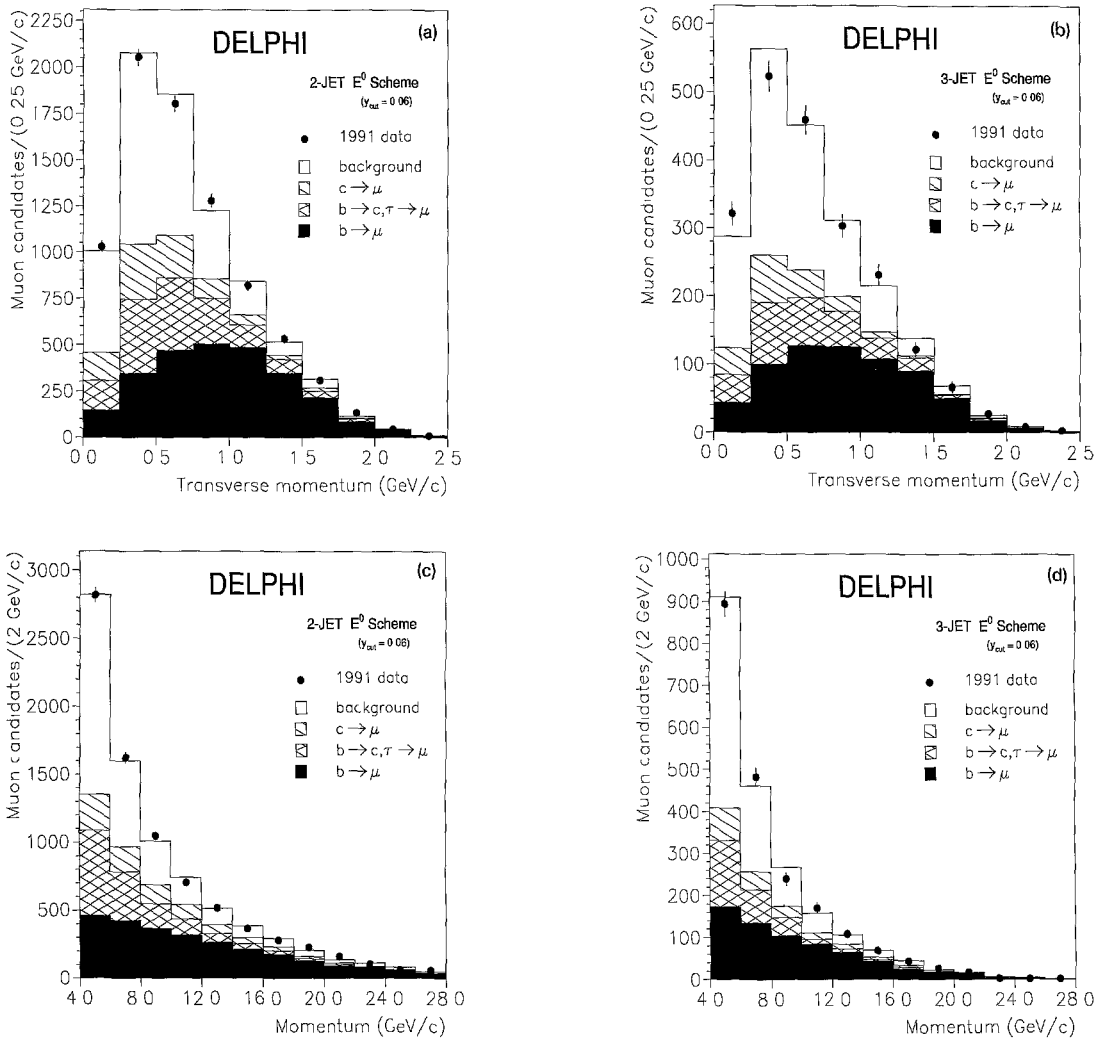 (a)
DELPHI
2-JET E⁰ Scheme
(y_cut = 0 06)
1991 data
background
c → μ
b → c,τ → μ
b → μ
Muon candidates/(0 25 GeV/c)
2250
2000
1750
1500
1250
1000
750
500
250
0
0 0 0 5 1 0 1 5 2 0 2 5
Transverse momentum (GeV/c)
(b)
DELPHI
3-JET E⁰ Scheme
(y_cut = 0 06)
1991 data
background
c → μ
b → c,τ → μ
b → μ
Muon candidates/(0 25 GeV/c)
600
500
400
300
200
100
0
0 0 0 5 1 0 1 5 2 0 2 5
Transverse momentum (GeV/c)
(c)
DELPHI
2-JET E⁰ Scheme
(y_cut = 0 06)
1991 data
background
c → μ
b → c,τ → μ
b → μ
Muon candidates/(2 GeV/c)
3000
2500
2000
1500
1000
500
0
4 0 8 0 12 0 16 0 20 0 24 0 28 0
Momentum (GeV/c)
(d)
DELPHI
3-JET E⁰ Scheme
(y_cut = 0 06)
1991 data
background
c → μ
b → c,τ → μ
b → μ
Muon candidates/(2 GeV/c)
1000
900
800
700
600
500
400
300
200
100
0
4 0 8 0 12 0 16 0 20 0 24 0 28 0
Momentum (GeV/c)